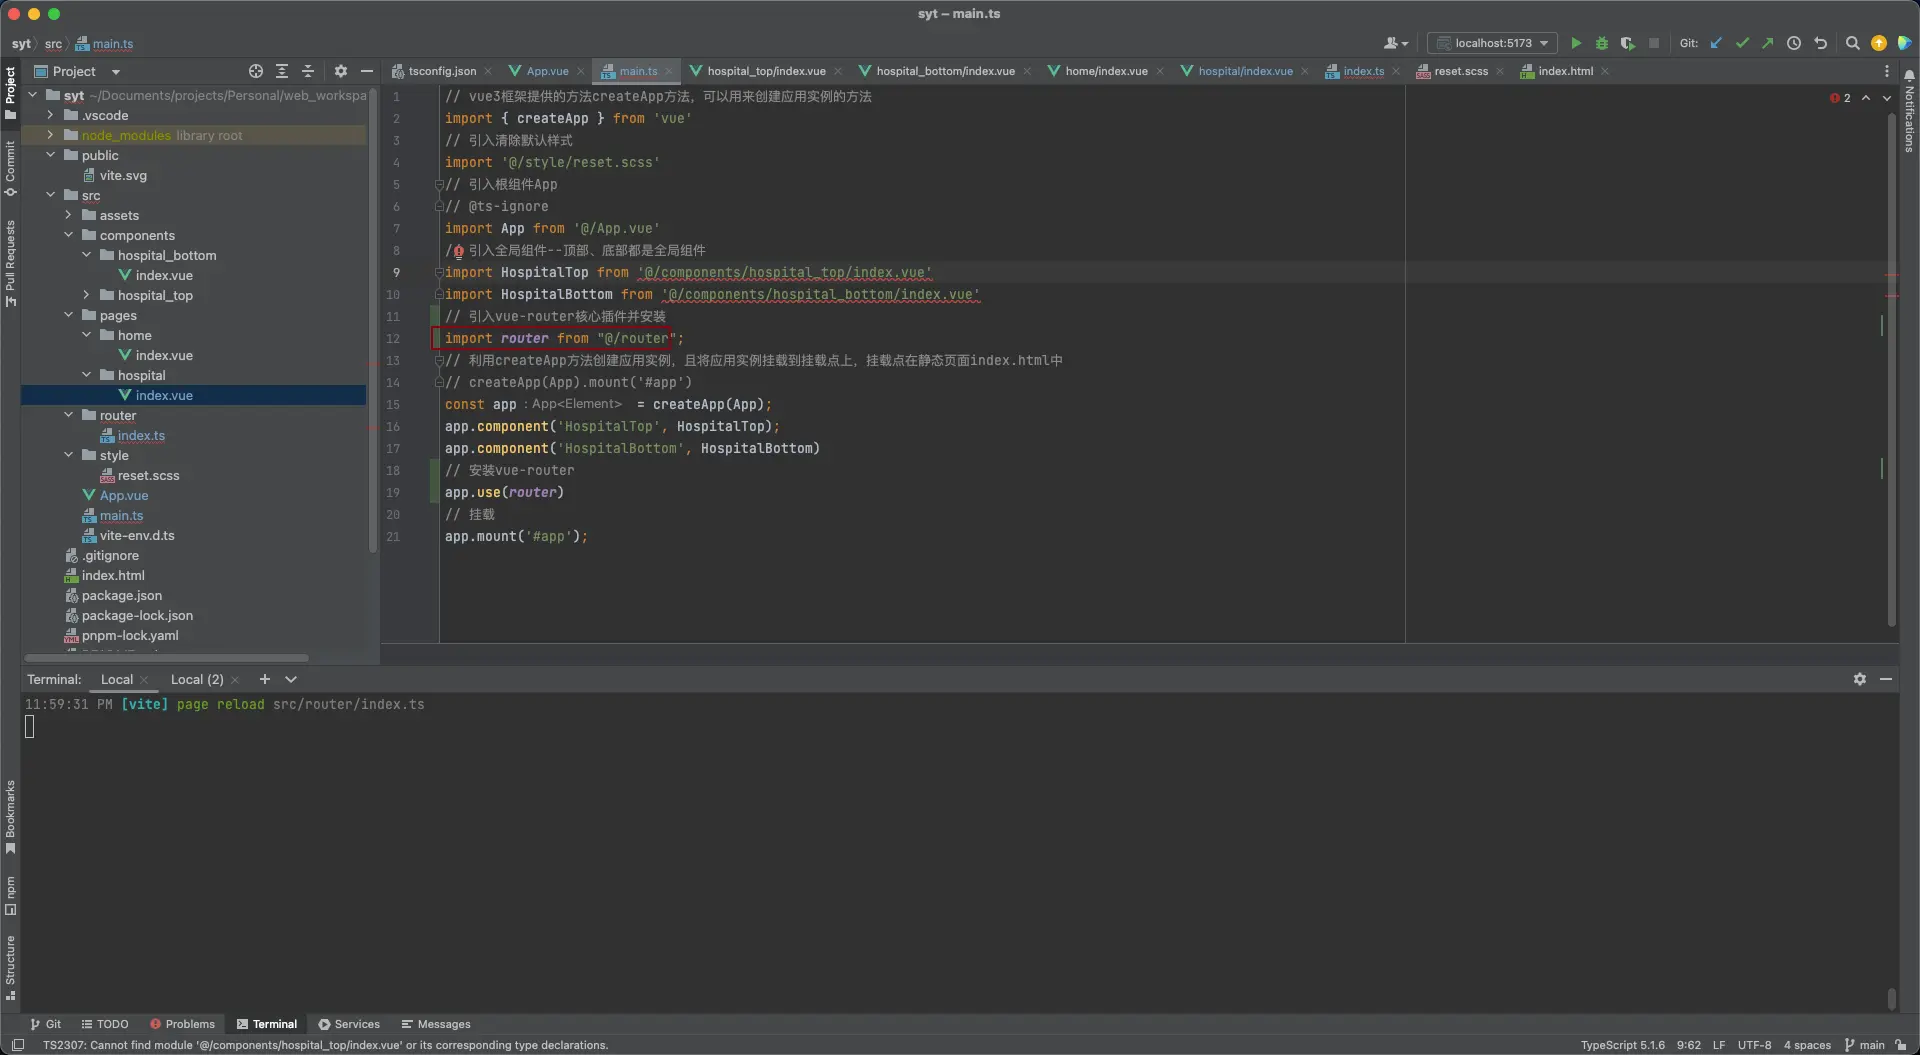 syt – main.ts
syt src main.ts
localhost:5173 Git:
Project
tsconfig.json App.vue main.ts hospital_top/index.vue hospital_bottom/index.vue home/index.vue hospital/index.vue index.ts reset.scss index.html
Project
Commit
Pull Requests
Bookmarks
npm
Structure
Notifications
syt ~/Documents/projects/Personal/web_workspa
.vscode
node_modules library root
public
vite.svg
src
assets
components
hospital_bottom
index.vue
hospital_top
pages
home
index.vue
hospital
index.vue
router
index.ts
style
reset.scss
App.vue
main.ts
vite-env.d.ts
.gitignore
index.html
package.json
package-lock.json
pnpm-lock.yaml
2
1 // vue3框架提供的方法createApp方法，可以用来创建应用实例的方法
2 import { createApp } from 'vue'
3 // 引入清除默认样式
4 import '@/style/reset.scss'
5 // 引入根组件App
6 // @ts-ignore
7 import App from '@/App.vue'
8 / 引入全局组件--顶部、底部都是全局组件
9 import HospitalTop from '@/components/hospital_top/index.vue'
10 import HospitalBottom from '@/components/hospital_bottom/index.vue'
11 // 引入vue-router核心插件并安装
12 import router from "@/router";
13 // 利用createApp方法创建应用实例，且将应用实例挂载到挂载点上，挂载点在静态页面index.html中
14 // createApp(App).mount('#app')
15 const app : App<Element> = createApp(App);
16 app.component('HospitalTop', HospitalTop);
17 app.component('HospitalBottom', HospitalBottom)
18 // 安装vue-router
19 app.use(router)
20 // 挂载
21 app.mount('#app');
Terminal: Local Local (2)
11:59:31 PM [vite] page reload src/router/index.ts
Git TODO Problems Terminal Services Messages
TS2307: Cannot find module '@/components/hospital_top/index.vue' or its corresponding type declarations.
TypeScript 5.1.6 9:62 LF UTF-8 4 spaces main